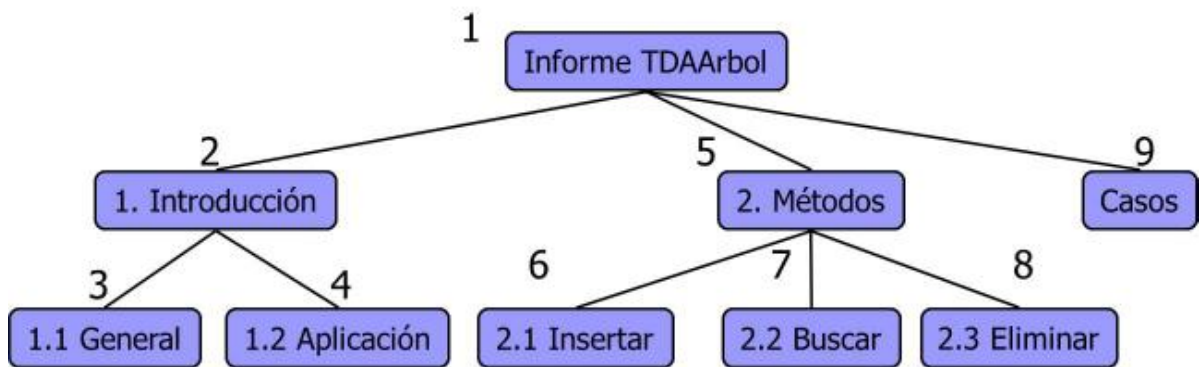 1
Informe TDAArbol
2
5
9
1. Introducción
2. Métodos
Casos
3
4
6
7
8
1.1 General
1.2 Aplicación
2.1 Insertar
2.2 Buscar
2.3 Eliminar